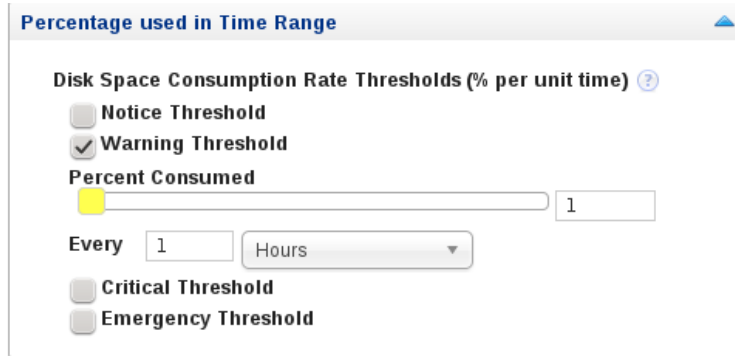 Percentage used in Time Range
Disk Space Consumption Rate Thresholds (% per unit time) ?
Notice Threshold
Warning Threshold
Percent Consumed
1
Every 1 Hours
Critical Threshold
Emergency Threshold